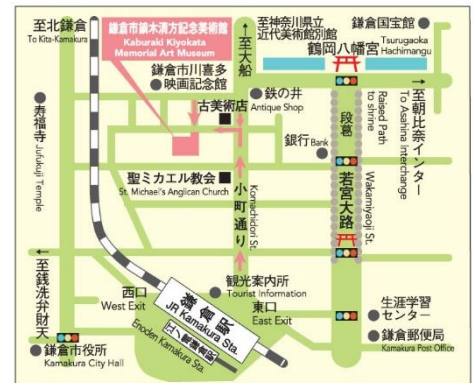 至北鎌倉
To Kita-Kamakura
鎌倉市鏑木清方記念美術館
Kaburaki Kiyokata
Memorial Art Museum
至大船
至神奈川県立
近代美術館別館
鎌倉国宝館
鶴岡八幡宮
Tsurugaoka
Hachimangu
鎌倉市川喜多
映画記念館
鉄の井
古美術店
Antique Shop
段葛
Raised Path
to shrine
至朝比奈インター
To Asahina Interchange
寿福寺
Jufukuji Temple
銀行 Bank
聖ミカエル教会
St. Michael's Anglican Church
小町通り
Komachidori St.
若宮大路
Wakamiyaoji St.
至銭洗弁財天
西口
West Exit
鎌倉駅
JR Kamakura Sta.
江ノ電鎌倉駅
Enoden Kamakura Sta.
観光案内所
Tourist Information
東口
East Exit
生涯学習
センター
鎌倉郵便局
Kamakura Post Office
鎌倉市役所
Kamakura City Hall